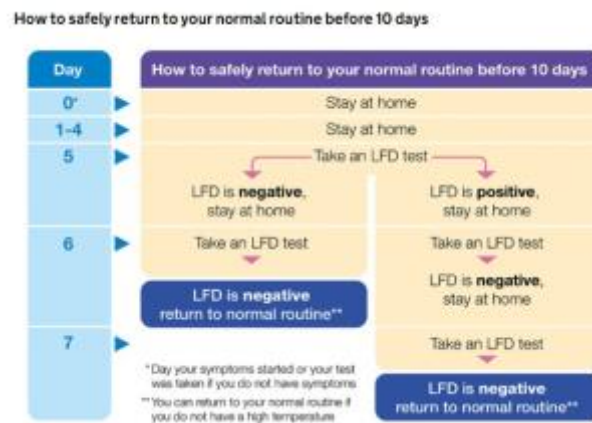 How to safely return to your normal routine before 10 days
Day
How to safely return to your normal routine before 10 days
0*
Stay at home
1-4
Stay at home
5
Take an LFD test
LFD is negative,
stay at home
LFD is positive,
stay at home
6
Take an LFD test
Take an LFD test
LFD is negative
return to normal routine**
LFD is negative,
stay at home
7
Take an LFD test
*Day your symptoms started or your test
was taken if you do not have symptoms
**You can return to your normal routine if
you do not have a high temperature
LFD is negative
return to normal routine**